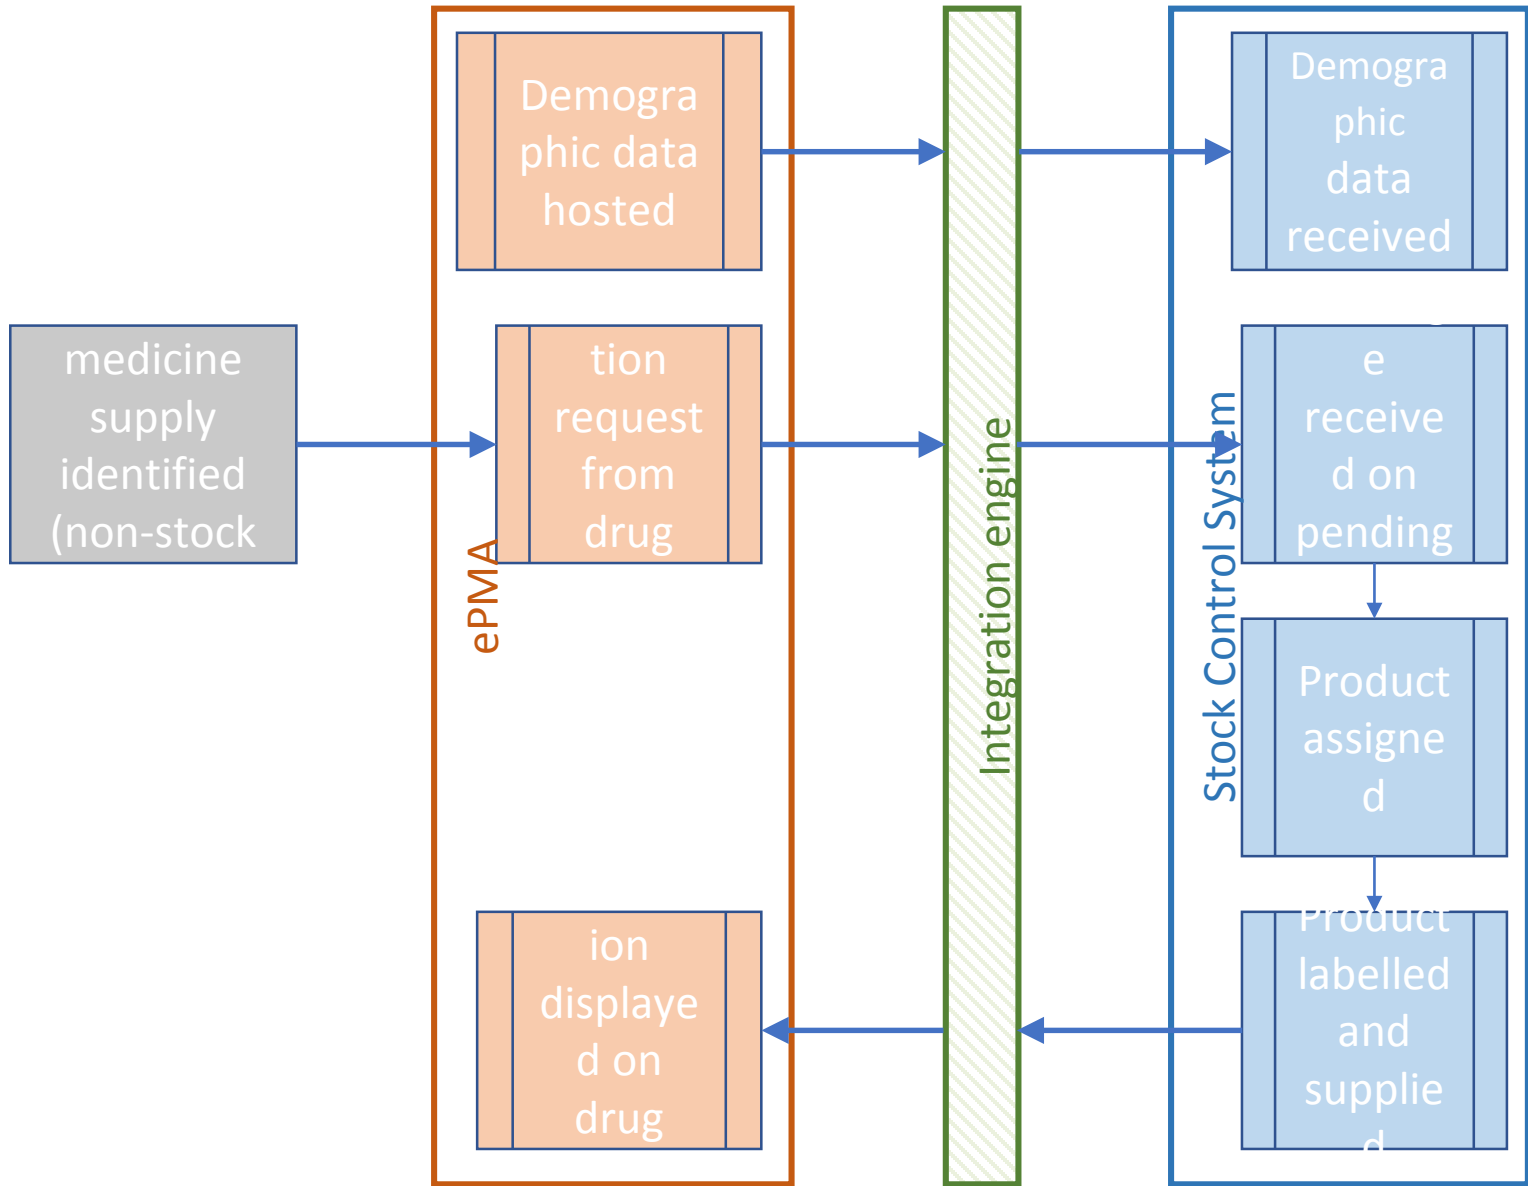 Demogra
phic data
hosted
Demogra
phic
data
received
medicine
supply
identified
(non-stock
tion
request
from
drug
e
receive
d on
pending
ePMA
Integration engine
Stock Control System
Product
assigne
d
ion
displaye
d on
drug
Product
labelled
and
supplie
d